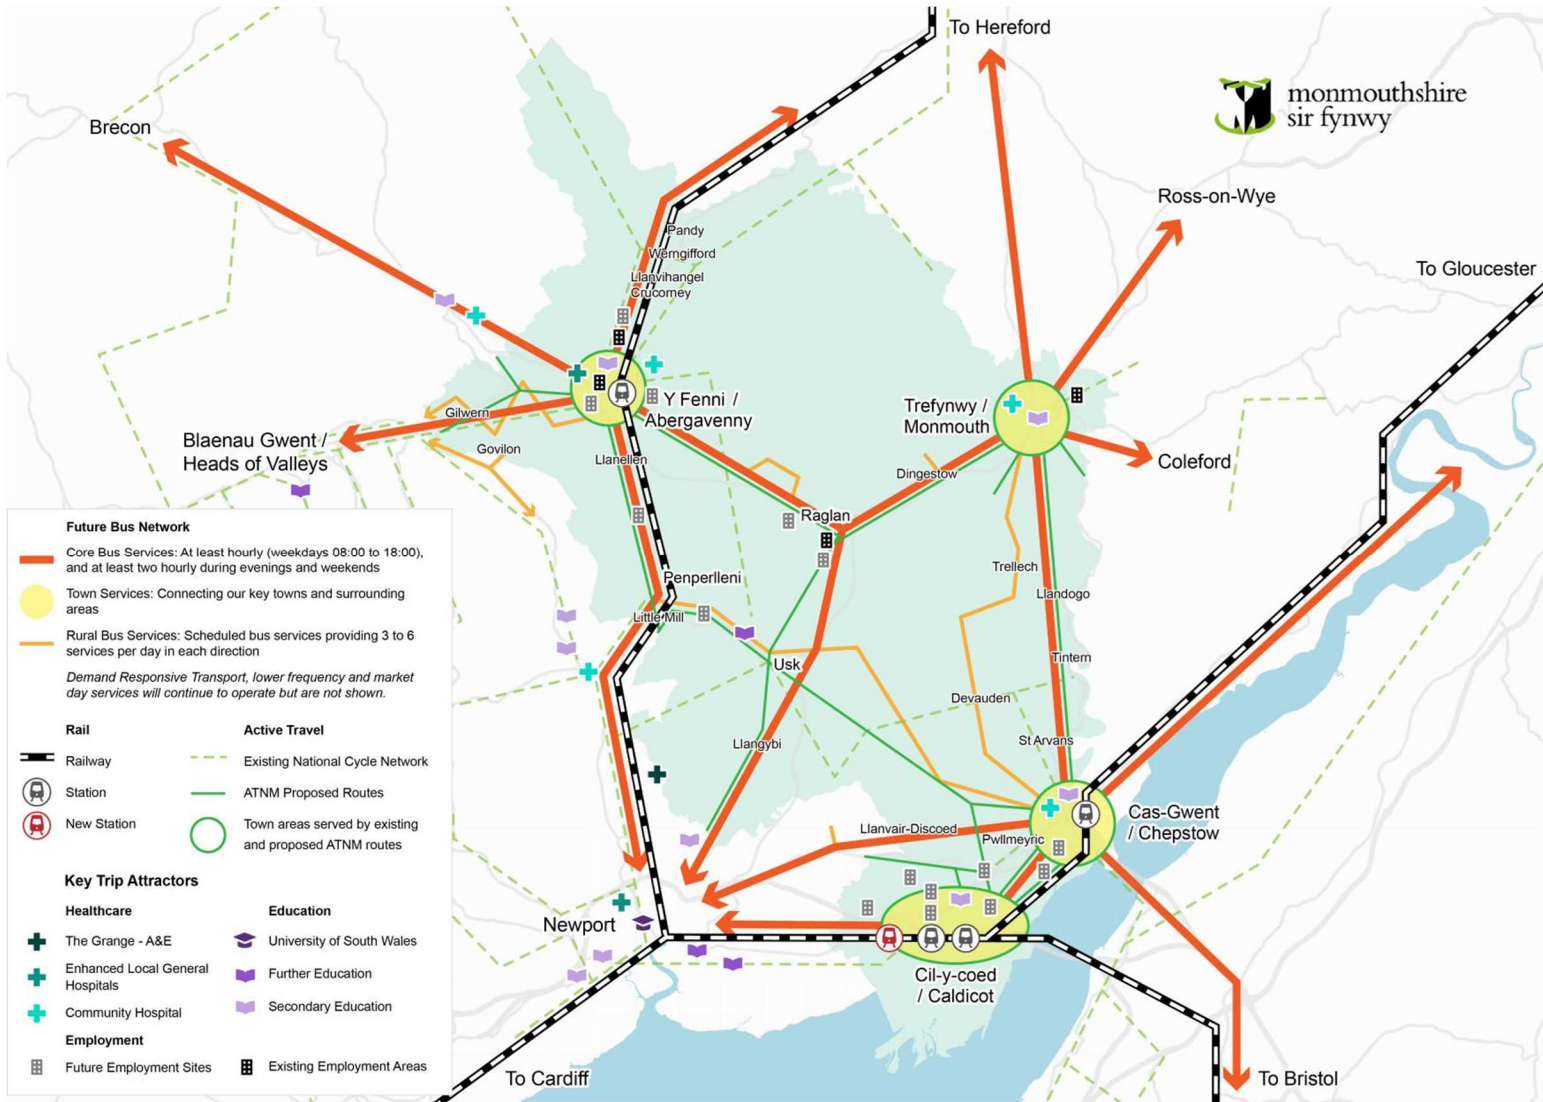 To Hereford
monmouthshire
sir fynwy
Brecon
Ross-on-Wye
Pandy
Werngifford
Llanvihangel
Crucorney
To Gloucester
Y Fenni /
Abergavenny
Trefynwy /
Monmouth
Gilwern
Govilon
Blaenau Gwent /
Heads of Valleys
Llanellen
Dingestow
Coleford
Raglan
Penperlleni
Trellech
Llandogo
Little Mill
Usk
Tintern
Devauden
Llangybi
St Arvans
Cas-Gwent
/ Chepstow
Llanvair-Discoed
Pwllmeyric
Newport
Cil-y-coed
/ Caldicot
To Cardiff
To Bristol
Future Bus Network
Core Bus Services: At least hourly (weekdays 08:00 to 18:00),
and at least two hourly during evenings and weekends
Town Services: Connecting our key towns and surrounding
areas
Rural Bus Services: Scheduled bus services providing 3 to 6
services per day in each direction
Demand Responsive Transport, lower frequency and market
day services will continue to operate but are not shown.
Rail
Railway
Station
New Station
Active Travel
Existing National Cycle Network
ATNM Proposed Routes
Town areas served by existing
and proposed ATNM routes
Key Trip Attractors
Healthcare
The Grange - A&E
Enhanced Local General
Hospitals
Community Hospital
Education
University of South Wales
Further Education
Secondary Education
Employment
Future Employment Sites
Existing Employment Areas